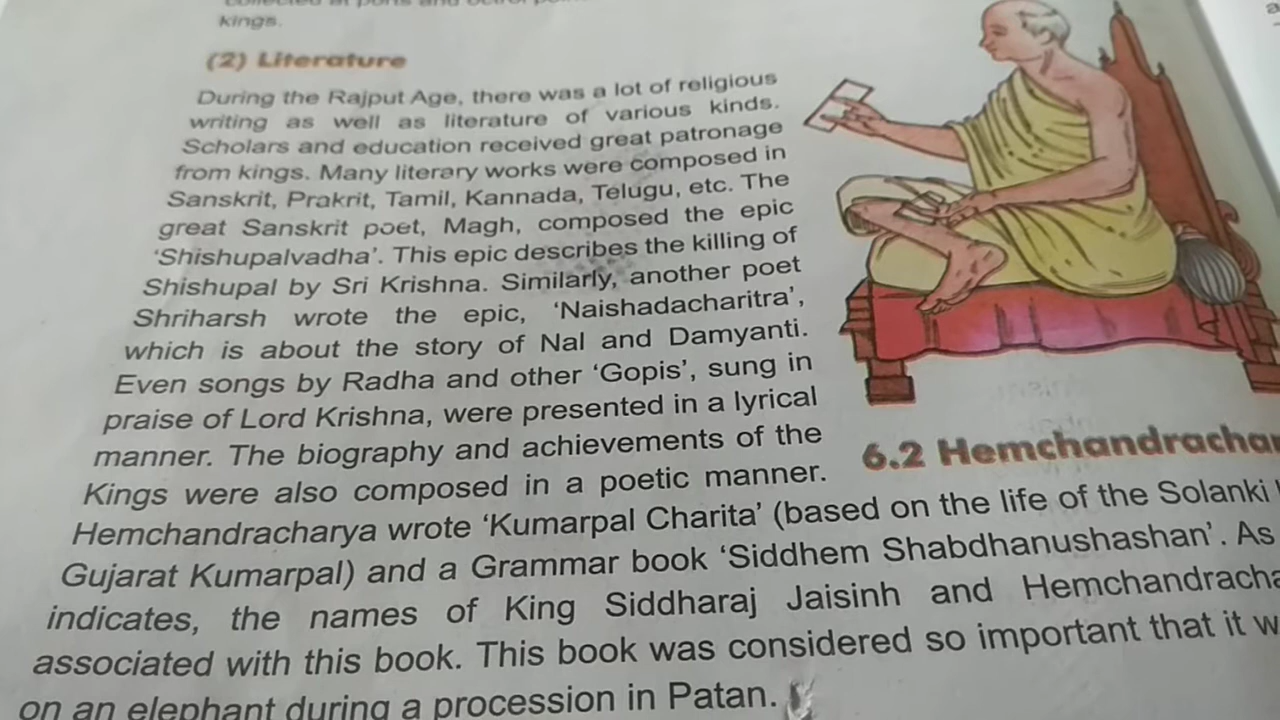 collected at ports and octroi
kings.
(2) Literature
During the Rajput Age, there was a lot of religious
writing as well as literature of various kinds.
Scholars and education received great patronage
from kings. Many literary works were composed in
Sanskrit, Prakrit, Tamil, Kannada, Telugu, etc. The
great Sanskrit poet, Magh, composed the epic
‘Shishupalvadha’. This epic describes the killing of
Shishupal by Sri Krishna. Similarly, another poet
Shriharsh wrote the epic, ‘Naishadacharitra’,
which is about the story of Nal and Damyanti.
Even songs by Radha and other ‘Gopis’, sung in
praise of Lord Krishna, were presented in a lyrical
manner. The biography and achievements of the
Kings were also composed in a poetic manner.
6.2 Hemchandrachar
Hemchandracharya wrote ‘Kumarpal Charita’ (based on the life of the Solanki
Gujarat Kumarpal) and a Grammar book ‘Siddhem Shabdhanushashan’. As
indicates, the names of King Siddharaj Jaisinh and Hemchandracha
associated with this book. This book was considered so important that it w
on an elephant during a procession in Patan.